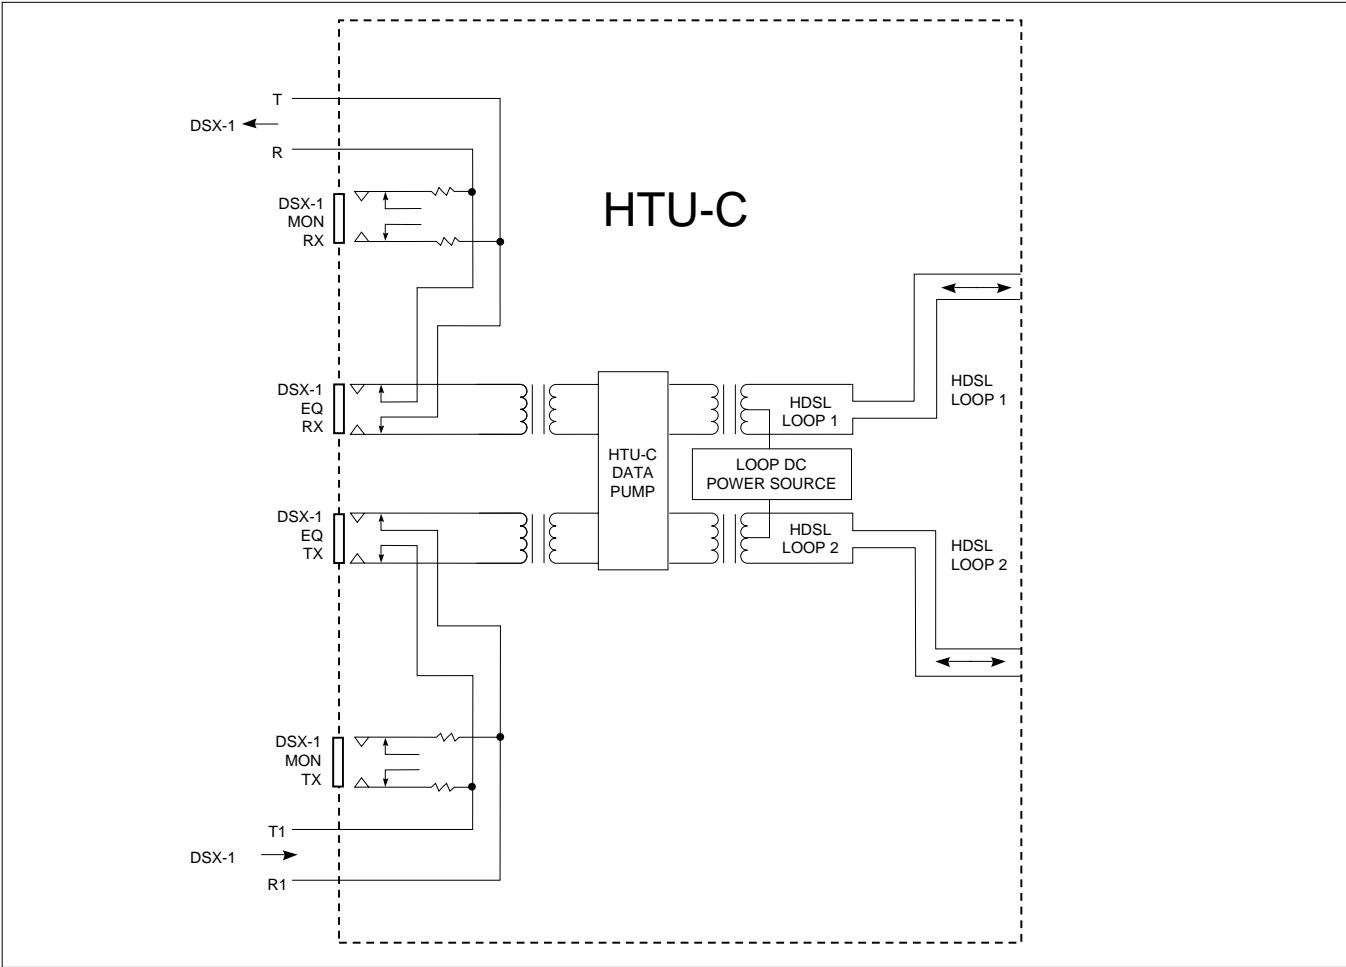 T
DSX-1
R
DSX-1
MON
RX
HTU-C
DSX-1
EQ
RX
HTU-C
DATA
PUMP
HDSL
LOOP 1
HDSL
LOOP 1
LOOP DC
POWER SOURCE
DSX-1
EQ
TX
HDSL
LOOP 2
HDSL
LOOP 2
DSX-1
MON
TX
T1
DSX-1
R1